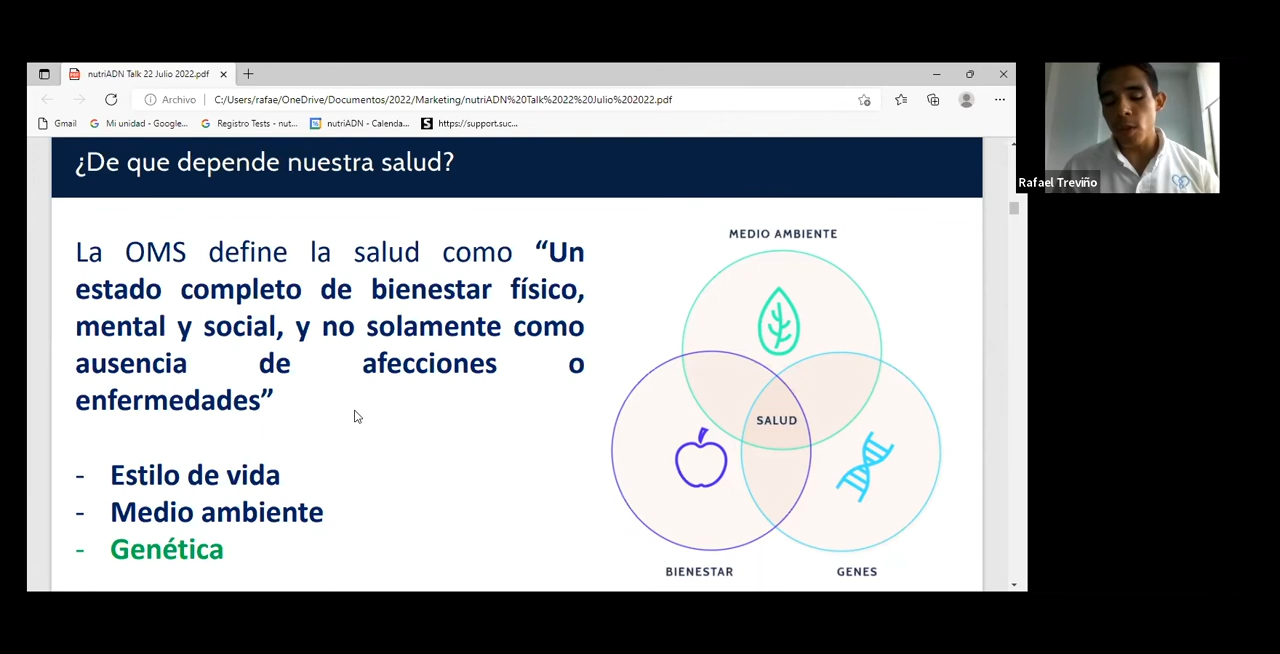 nutriADN Talk 22 Julio 2022.pdf
Archivo
C:/Users/rafae/OneDrive/Documentos/2022/Marketing/nutriADN%20Talk%2022%20Julio%202022.pdf
Gmail
Mi unidad - Google...
Registro Tests - nut...
nutriADN - Calenda...
https://support.suc...
Rafael Treviño
¿De que depende nuestra salud?
La OMS define la salud como “Un
estado completo de bienestar físico,
mental y social, y no solamente como
ausencia de afecciones o
enfermedades”
- Estilo de vida
- Medio ambiente
- Genética
MEDIO AMBIENTE
SALUD
BIENESTAR
GENES